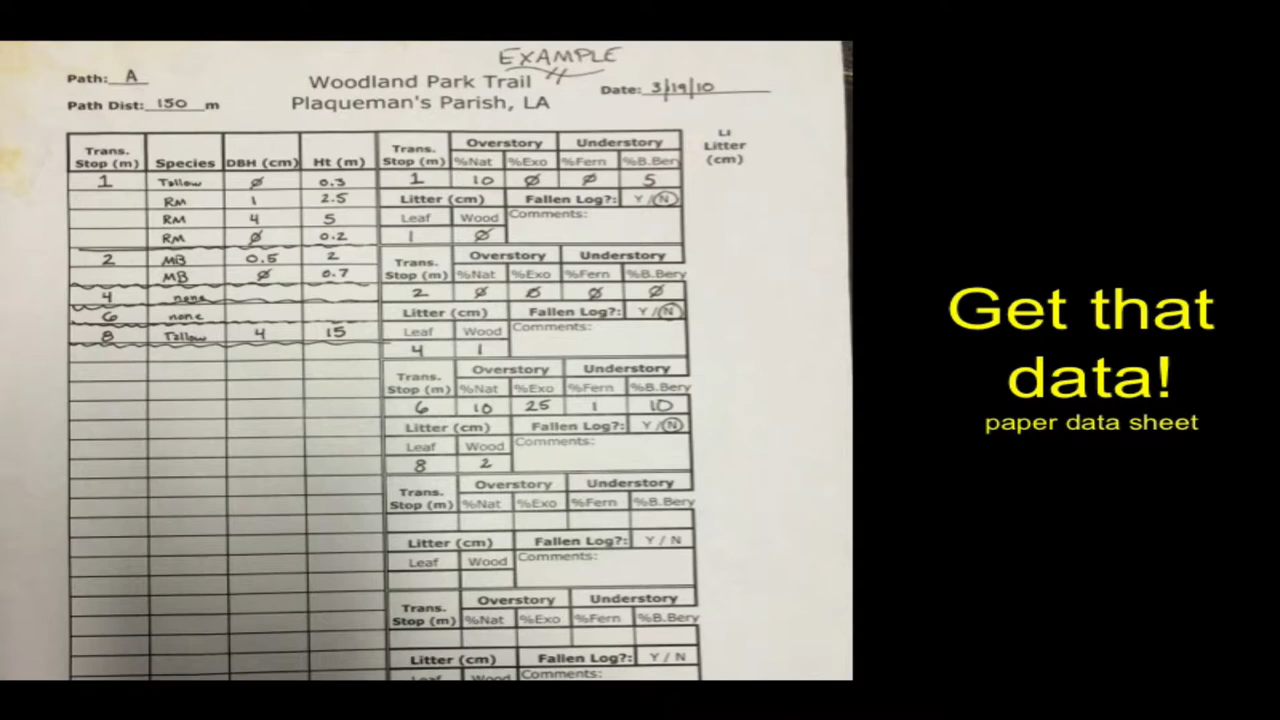 EXAMPLE
Path: A
Woodland Park Trail
Date: 3/19/10
Path Dist: 150 m
Plaqueman's Parish, LA
Trans. Stop (m) Species DBH (cm) Ht (m)
1 Tallow ∅ 0.3
RM 1 2.5
RM 4 5
RM ∅ 0.2
2 MB 0.5 2
MB ∅ 0.7
4 none
6 none
8 Tallow 4 15
Trans. Overstory Understory
Stop (m) %Nat %Exo %Fern %B.Bery
1 10 ∅ ∅ 5
Litter (cm) Fallen Log?: Y / N
Leaf Wood Comments:
1 ∅
Trans. Overstory Understory
Stop (m) %Nat %Exo %Fern %B.Bery
2 ∅ ∅ ∅ ∅
Litter (cm) Fallen Log?: Y / N
Leaf Wood Comments:
4 1
Trans. Overstory Understory
Stop (m) %Nat %Exo %Fern %B.Bery
6 10 25 1 10
Litter (cm) Fallen Log?: Y / N
Leaf Wood Comments:
8 2
Trans. Overstory Understory
Stop (m) %Nat %Exo %Fern %B.Bery
Litter (cm) Fallen Log?: Y / N
Leaf Wood Comments:
Trans. Overstory Understory
Stop (m) %Nat %Exo %Fern %B.Bery
Litter (cm) Fallen Log?: Y / N
Leaf Wood Comments:
Litter
(cm)
Get that
data!
paper data sheet